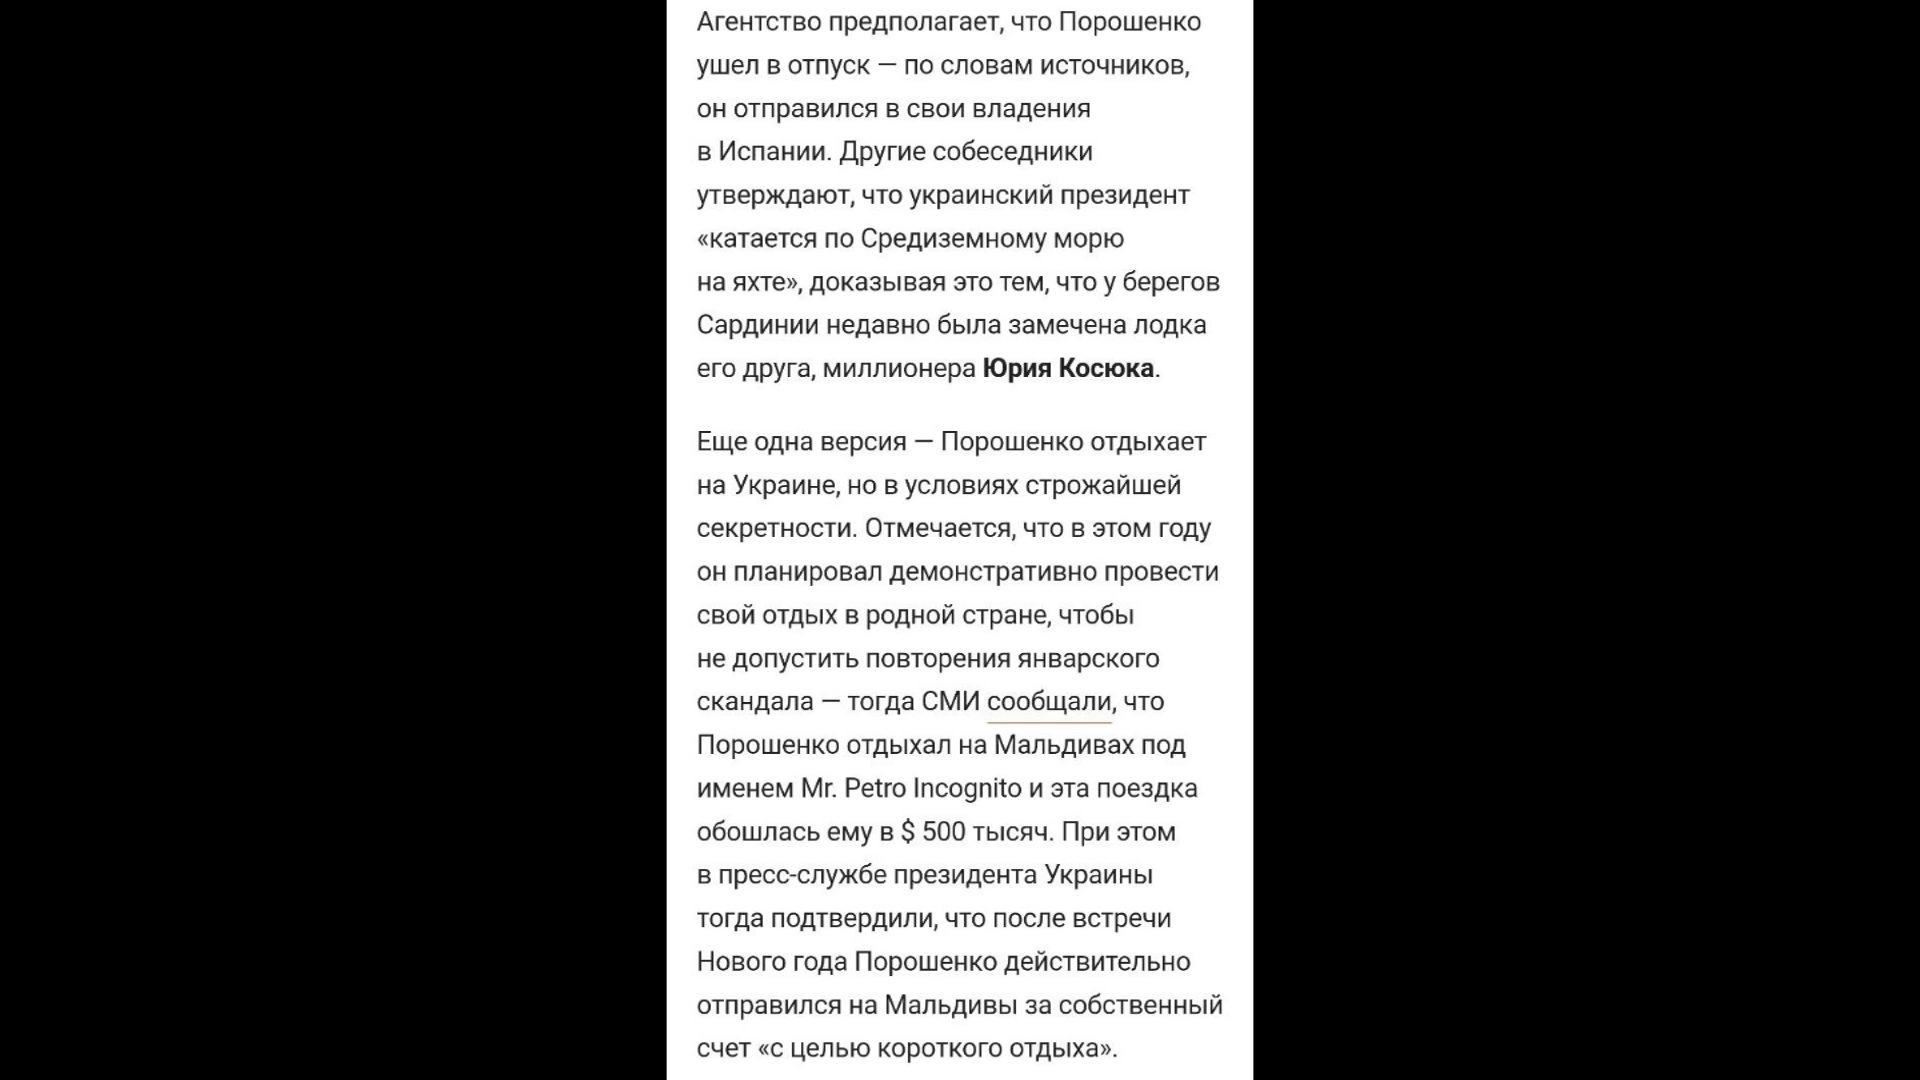 Агентство предполагает, что Порошенко
ушел в отпуск — по словам источников,
он отправился в свои владения
в Испании. Другие собеседники
утверждают, что украинский президент
«катается по Средиземному морю
на яхте», доказывая это тем, что у берегов
Сардинии недавно была замечена лодка
его друга, миллионера Юрия Косюка.
Еще одна версия — Порошенко отдыхает
на Украине, но в условиях строжайшей
секретности. Отмечается, что в этом году
он планировал демонстративно провести
свой отдых в родной стране, чтобы
не допустить повторения январского
скандала — тогда СМИ сообщали, что
Порошенко отдыхал на Мальдивах под
именем Mr. Petro Incognito и эта поездка
обошлась ему в $ 500 тысяч. При этом
в пресс-службе президента Украины
тогда подтвердили, что после встречи
Нового года Порошенко действительно
отправился на Мальдивы за собственный
счет «с целью короткого отдыха».